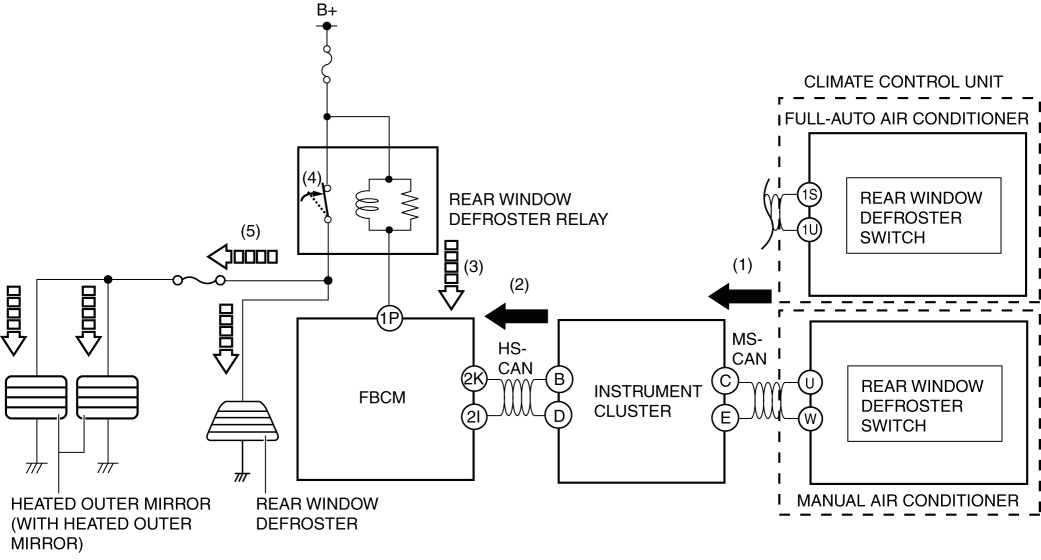 B+
CLIMATE CONTROL UNIT
FULL-AUTO AIR CONDITIONER
(4)
REAR WINDOW
DEFROSTER RELAY
1S
1U
REAR WINDOW
DEFROSTER
SWITCH
(5)
(3)
(2)
(1)
1P
HS-
CAN
MS-
CAN
2K
2I
FBCM
B
D
INSTRUMENT
CLUSTER
C
E
U
W
REAR WINDOW
DEFROSTER
SWITCH
MANUAL AIR CONDITIONER
HEATED OUTER MIRROR
(WITH HEATED OUTER
MIRROR)
REAR WINDOW
DEFROSTER